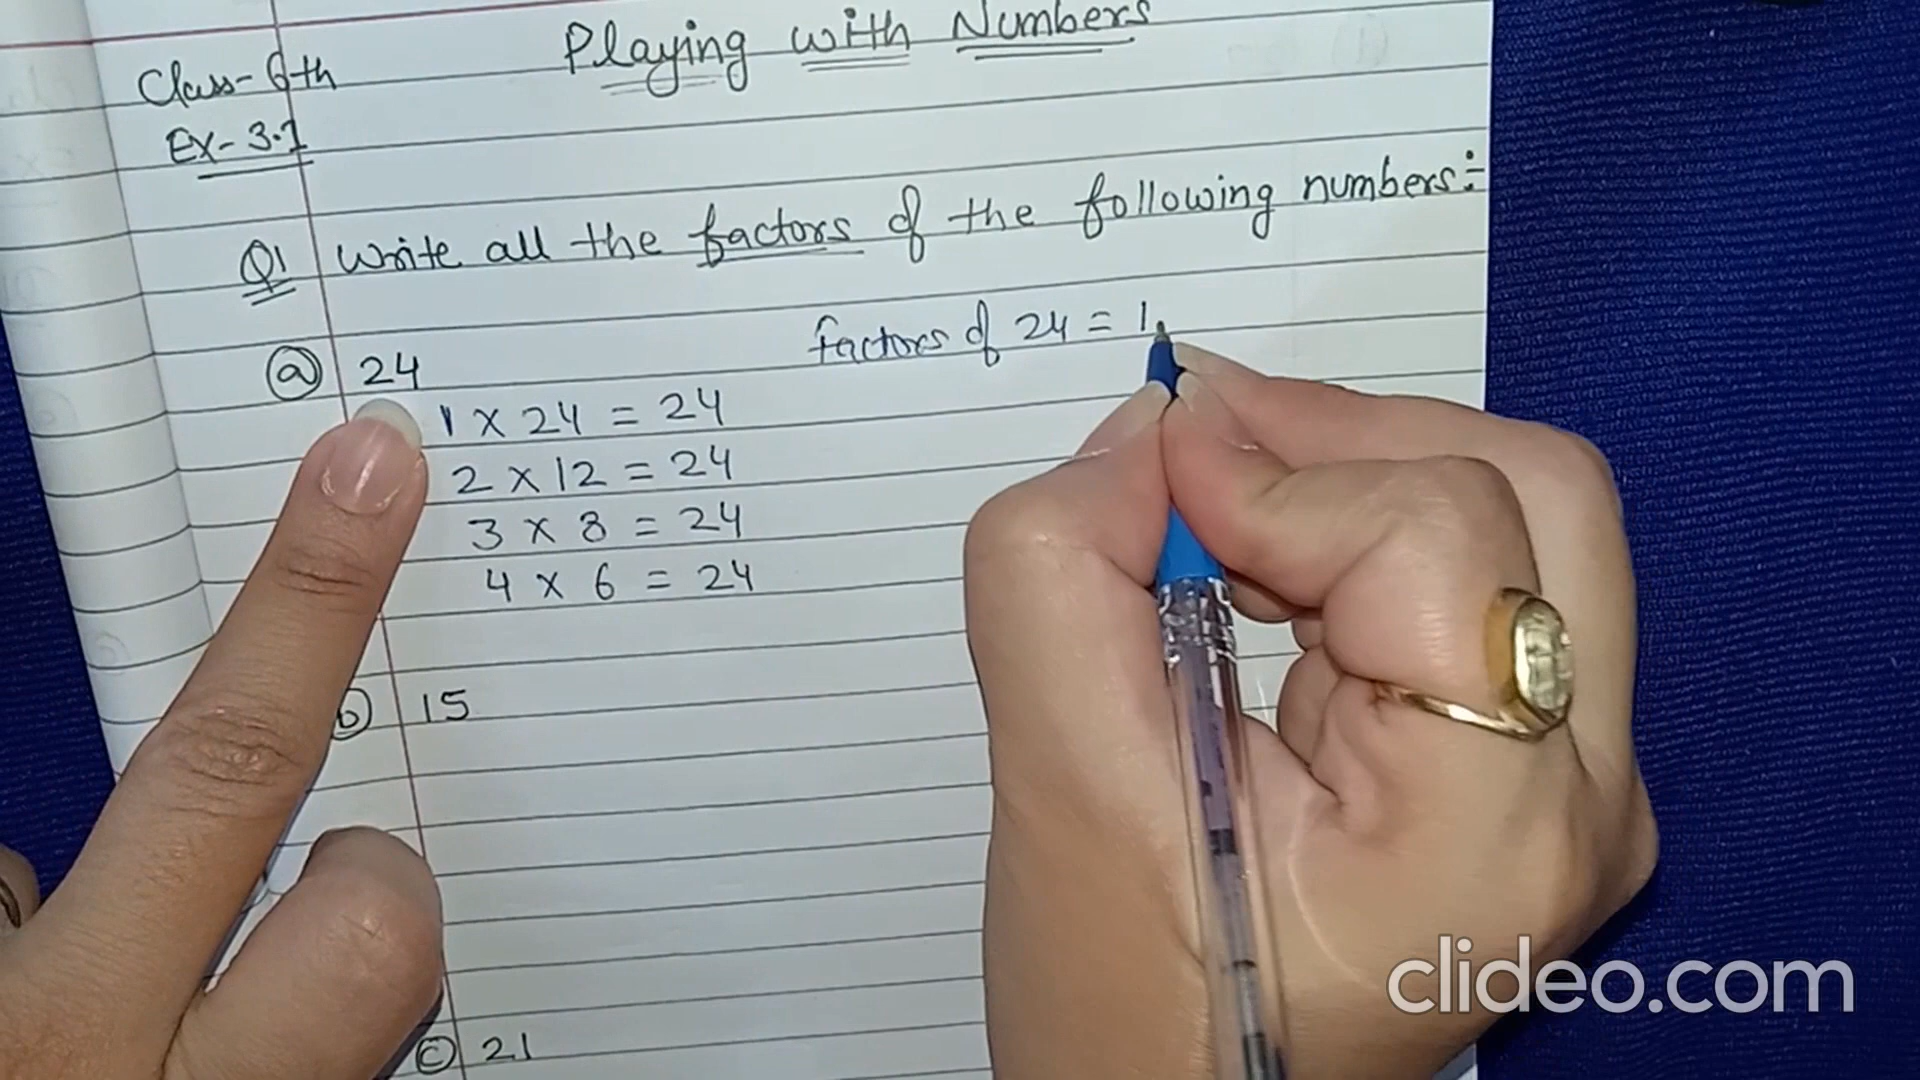 Playing with Numbers
Class- 6th
Ex- 3.1
Q1 Write all the factors of the following numbers:-
a 24
factors of 24 = 1,
1 x 24 = 24
2 x 12 = 24
3 x 8 = 24
4 x 6 = 24
b) 15
c 21
clideo.com